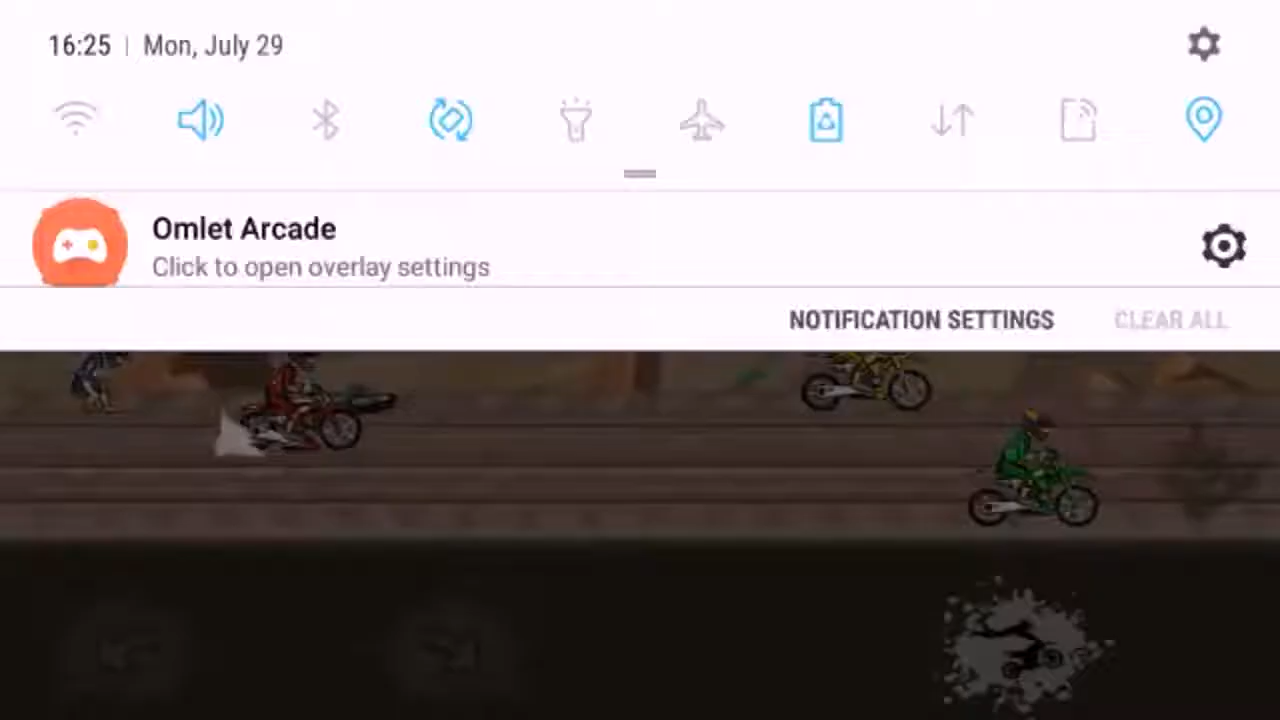 16:25 | Mon, July 29
Omlet Arcade
Click to open overlay settings
NOTIFICATION SETTINGS CLEAR ALL